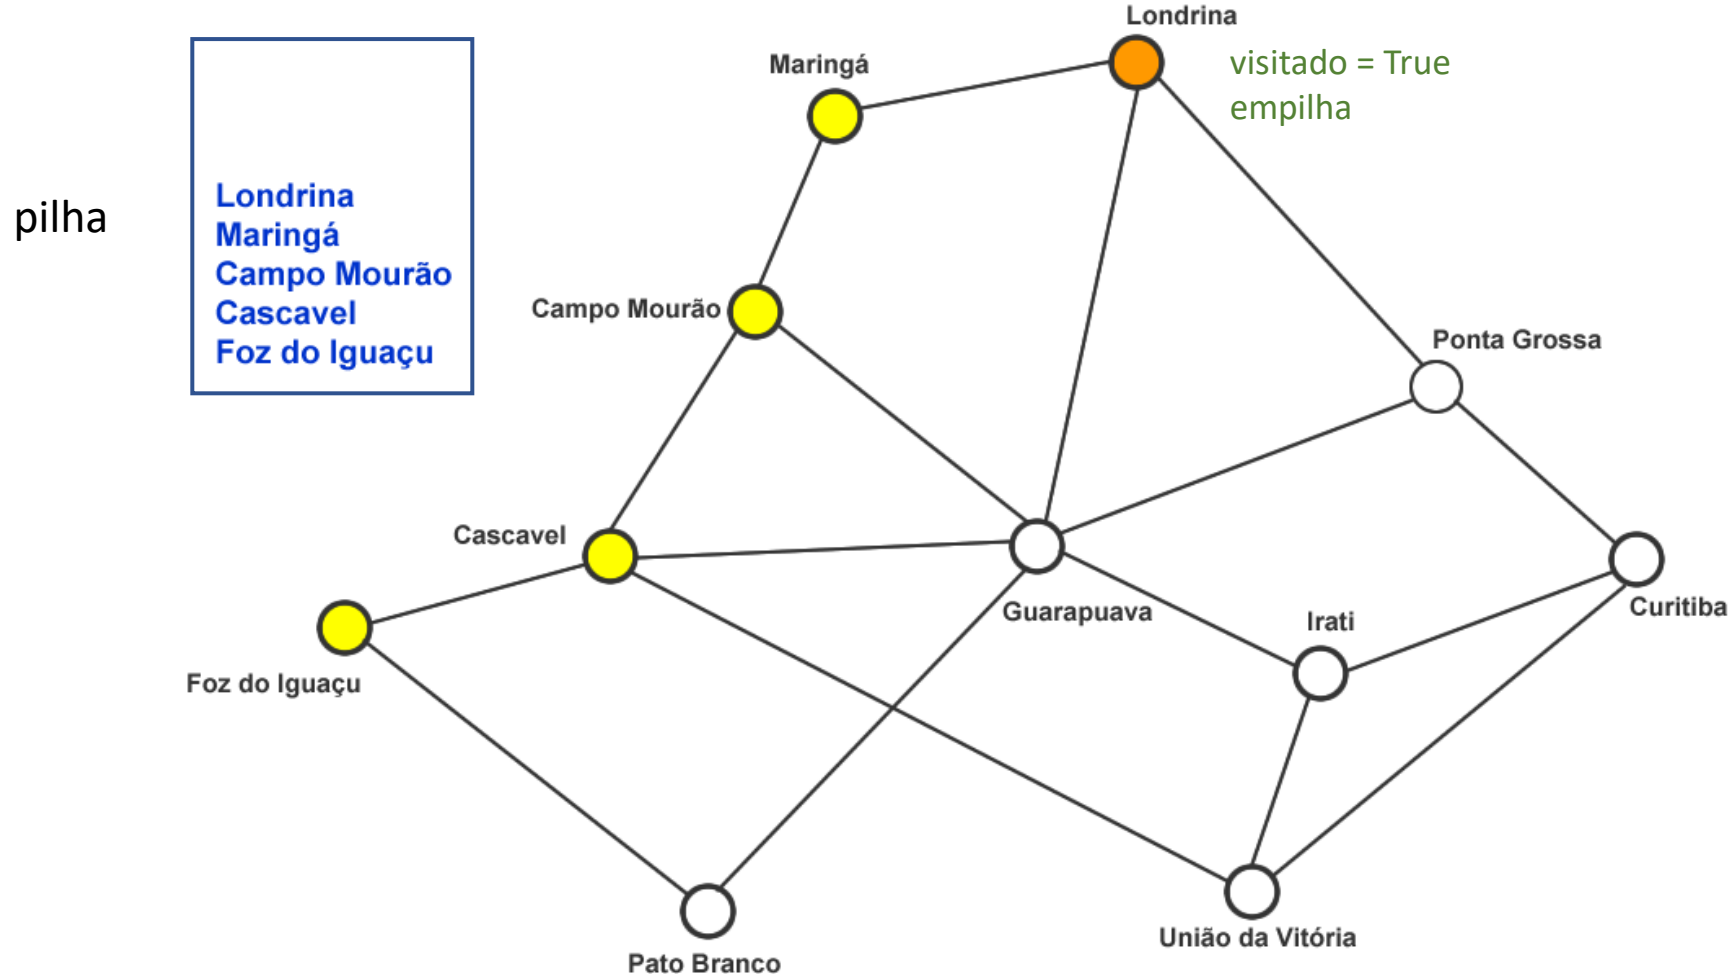 pilha
Londrina
Maringá
Campo Mourão
Cascavel
Foz do Iguaçu
Londrina
visitado = True
empilha
Maringá
Campo Mourão
Ponta Grossa
Cascavel
Guarapuava
Curitiba
Irati
Foz do Iguaçu
União da Vitória
Pato Branco